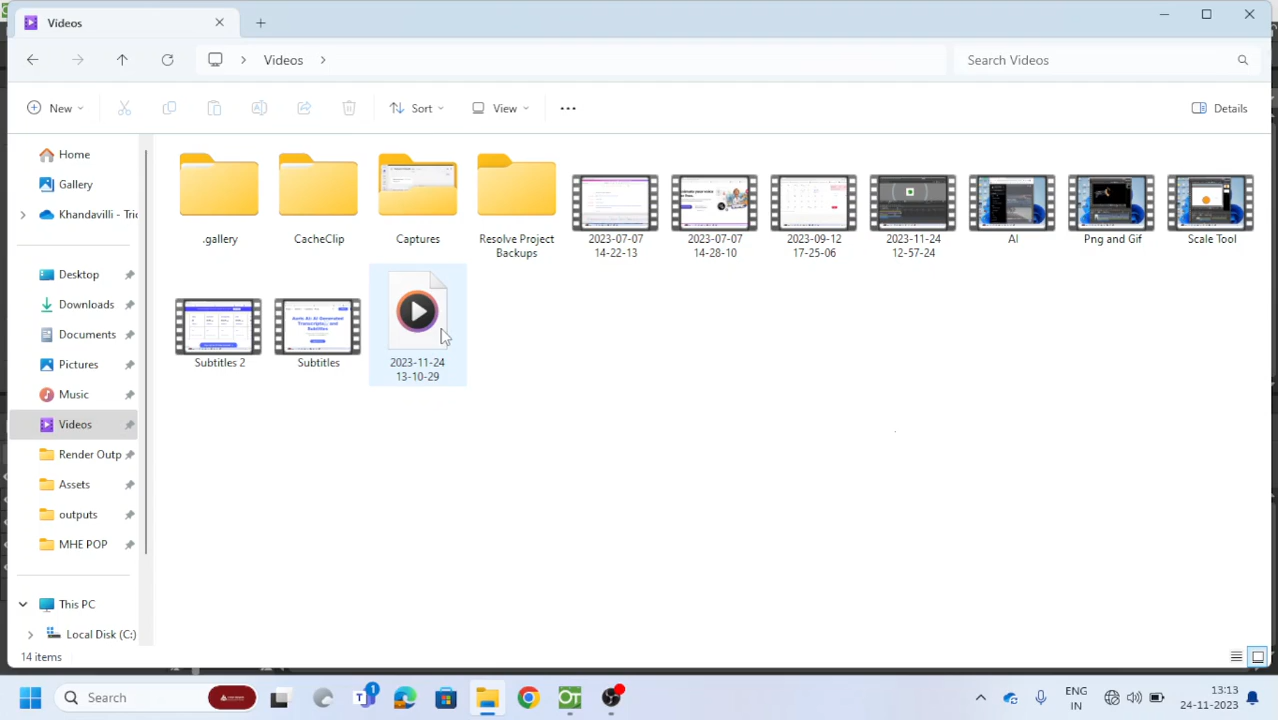 Videos
Videos
Search Videos
New
Sort
View
Details
Home
Gallery
Khandavilli - Tric
Desktop
Downloads
Documents
Pictures
Music
Videos
Render Outp
Assets
outputs
MHE POP
This PC
Local Disk (C:)
.gallery
CacheClip
Captures
Resolve Project
Backups
2023-07-07
14-22-13
2023-07-07
14-28-10
2023-09-12
17-25-06
2023-11-24
12-57-24
AI
Png and Gif
Scale Tool
Subtitles 2
Subtitles
2023-11-24
13-10-29
14 items
Search
1
ENG
IN
13:13
24-11-2023